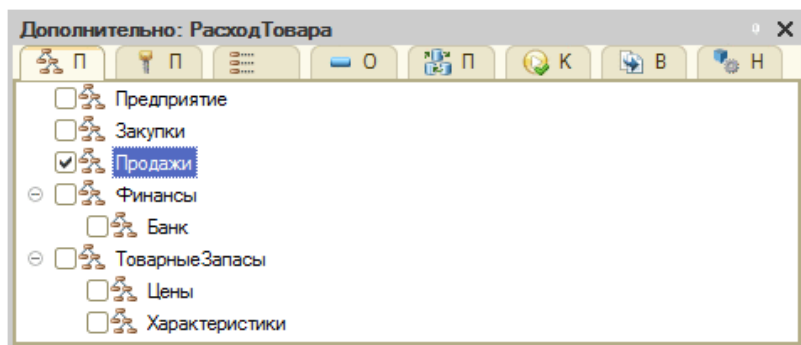 Дополнительно: РасходТовара
П П О П К В Н
Предприятие
Закупки
Продажи
Финансы
Банк
ТоварныеЗапасы
Цены
Характеристики